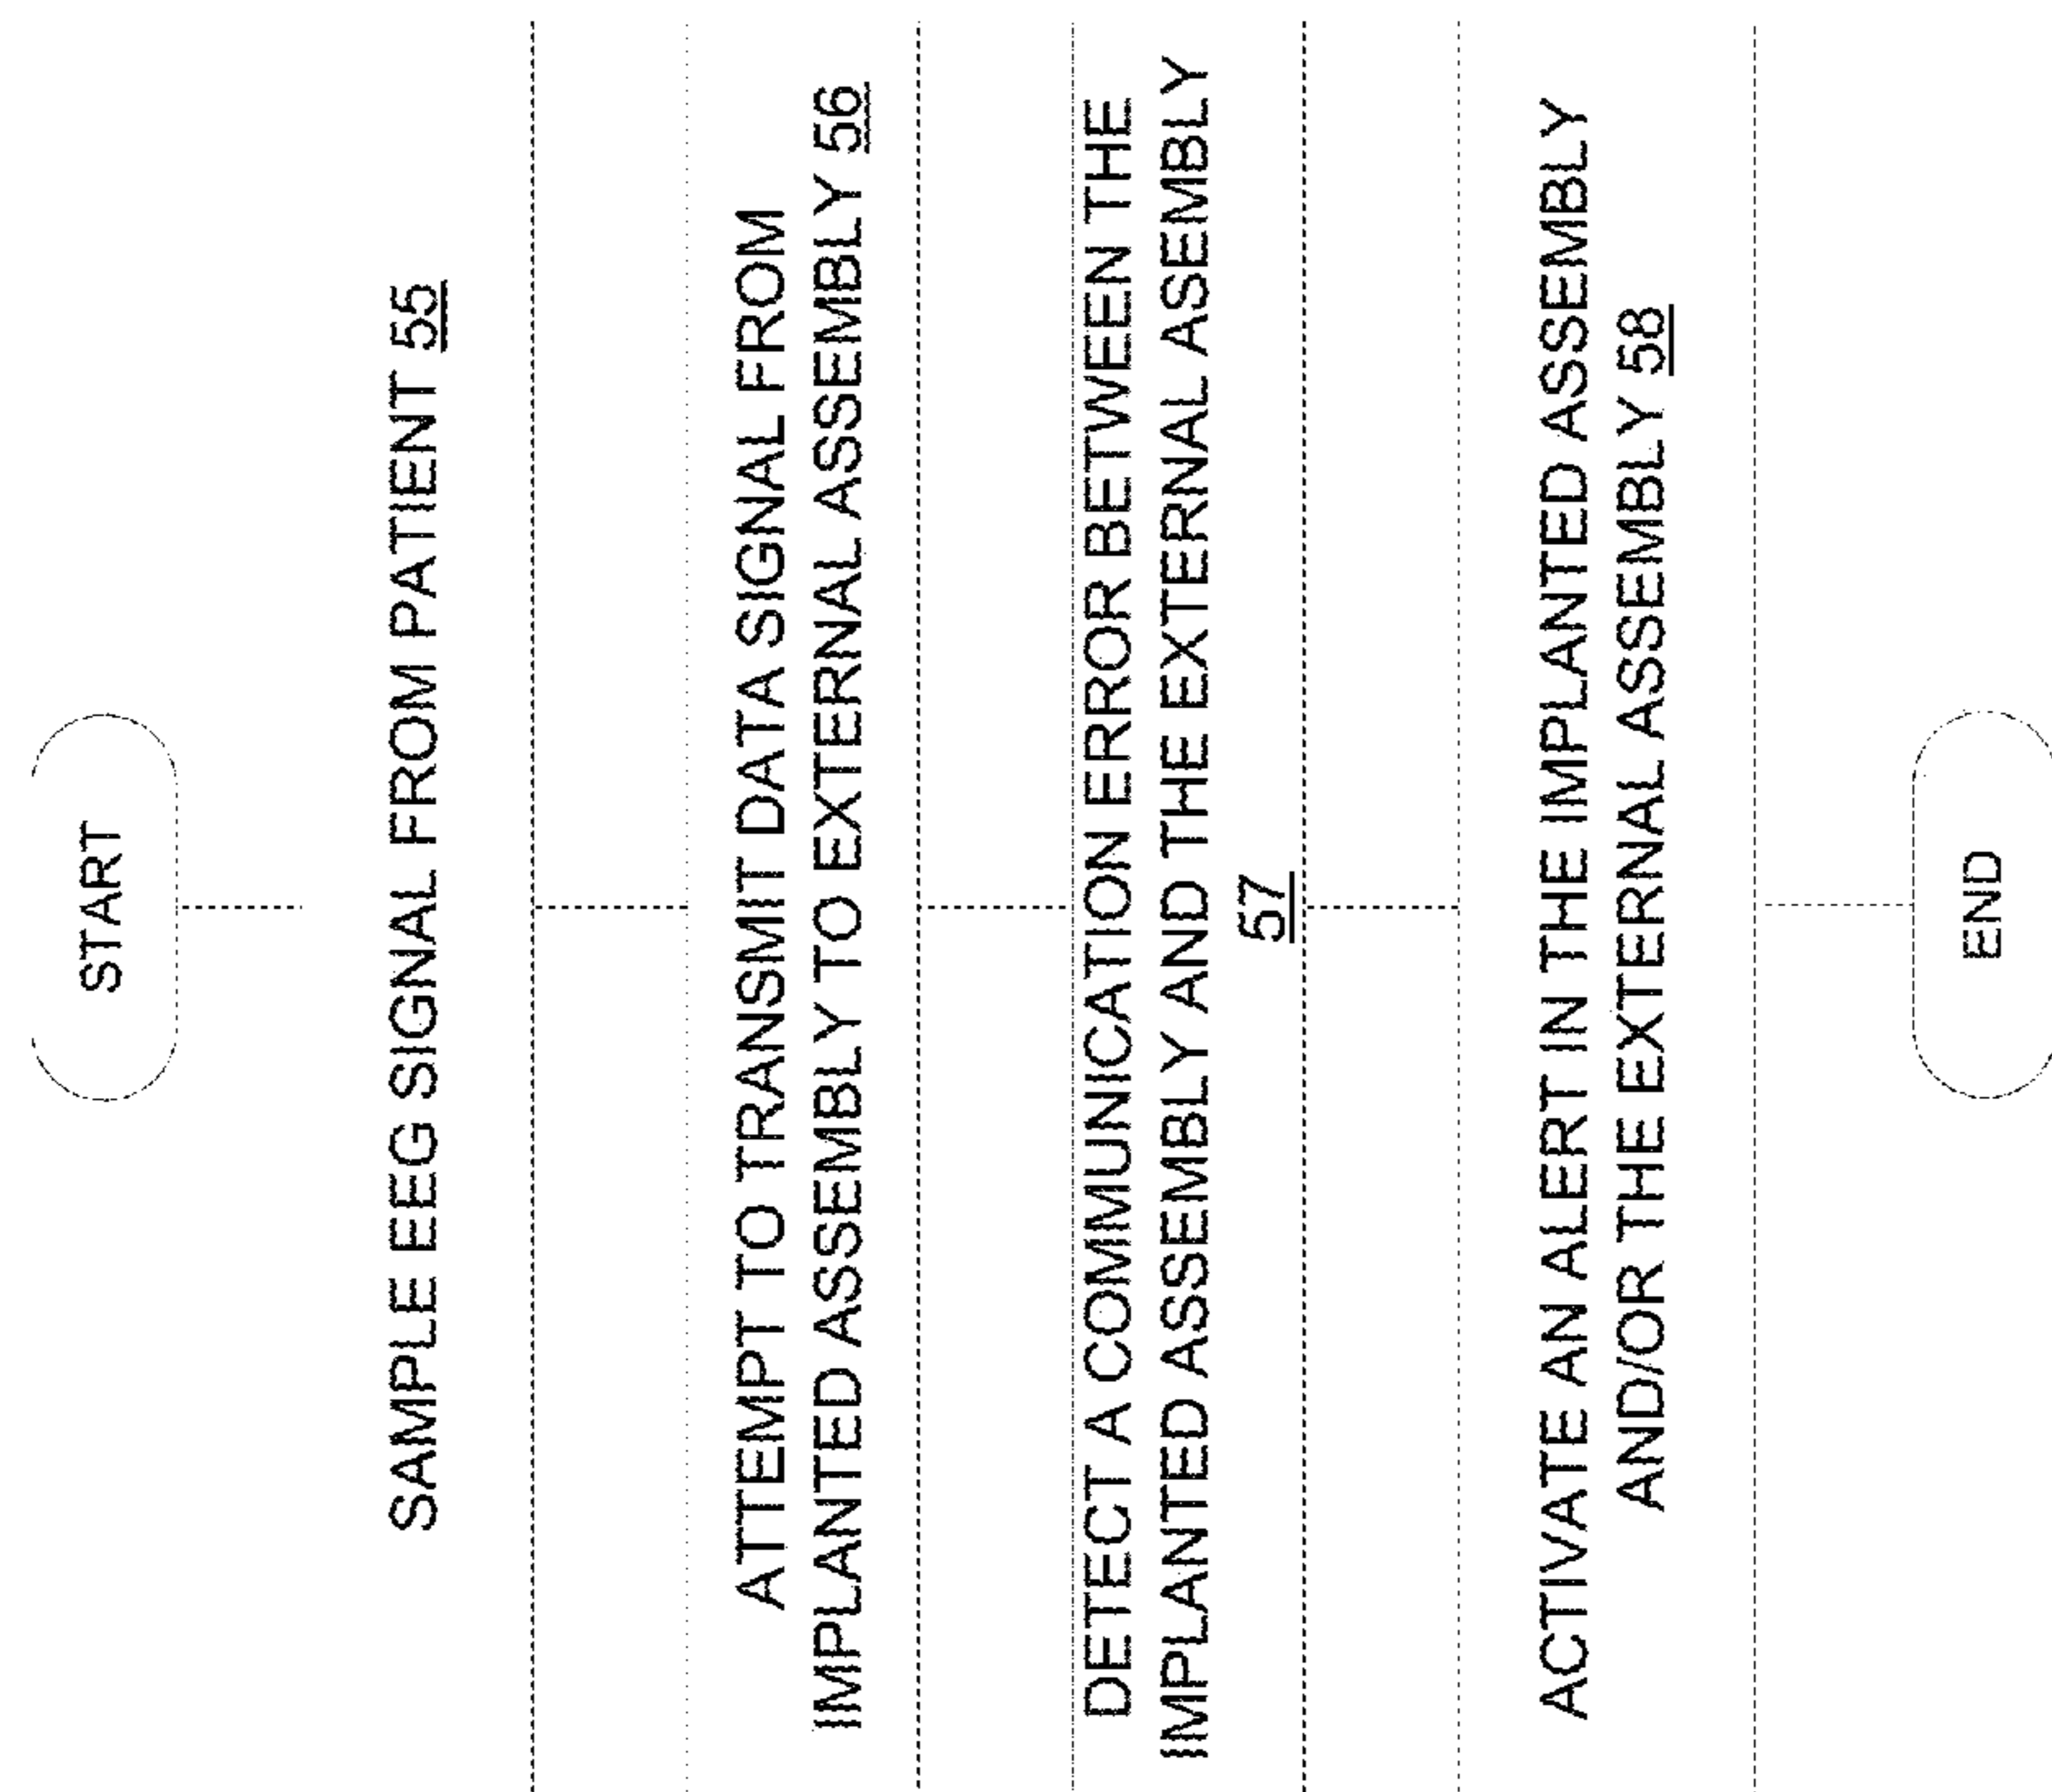 START
SAMPLE EEG SIGNAL FROM PATIENT 55
ATTEMPT TO TRANSMIT DATA SIGNAL FROM
IMPLANTED ASSEMBLY TO EXTERNAL ASSEMBLY 56
DETECT A COMMUNICATION ERROR BETWEEN THE
IMPLANTED ASSEMBLY AND THE EXTERNAL ASEMBLY
57
ACTIVATE AN ALERT IN THE IMPLANTED ASSEMBLY
AND/OR THE EXTERNAL ASSEMBLY 58
END